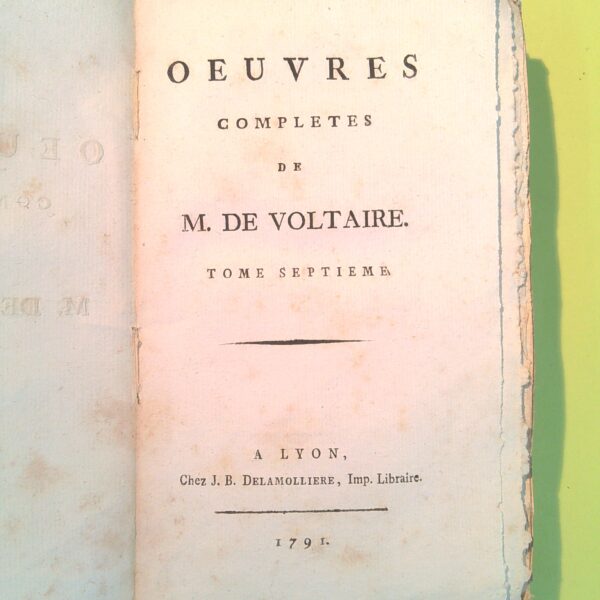 OEUVRES
COMPLETES
DE
M. DE VOLTAIRE.
TOME SEPTIEME.
A LYON,
Chez J. B. DELAMOLLIERE, Imp. Libraire.
1791.